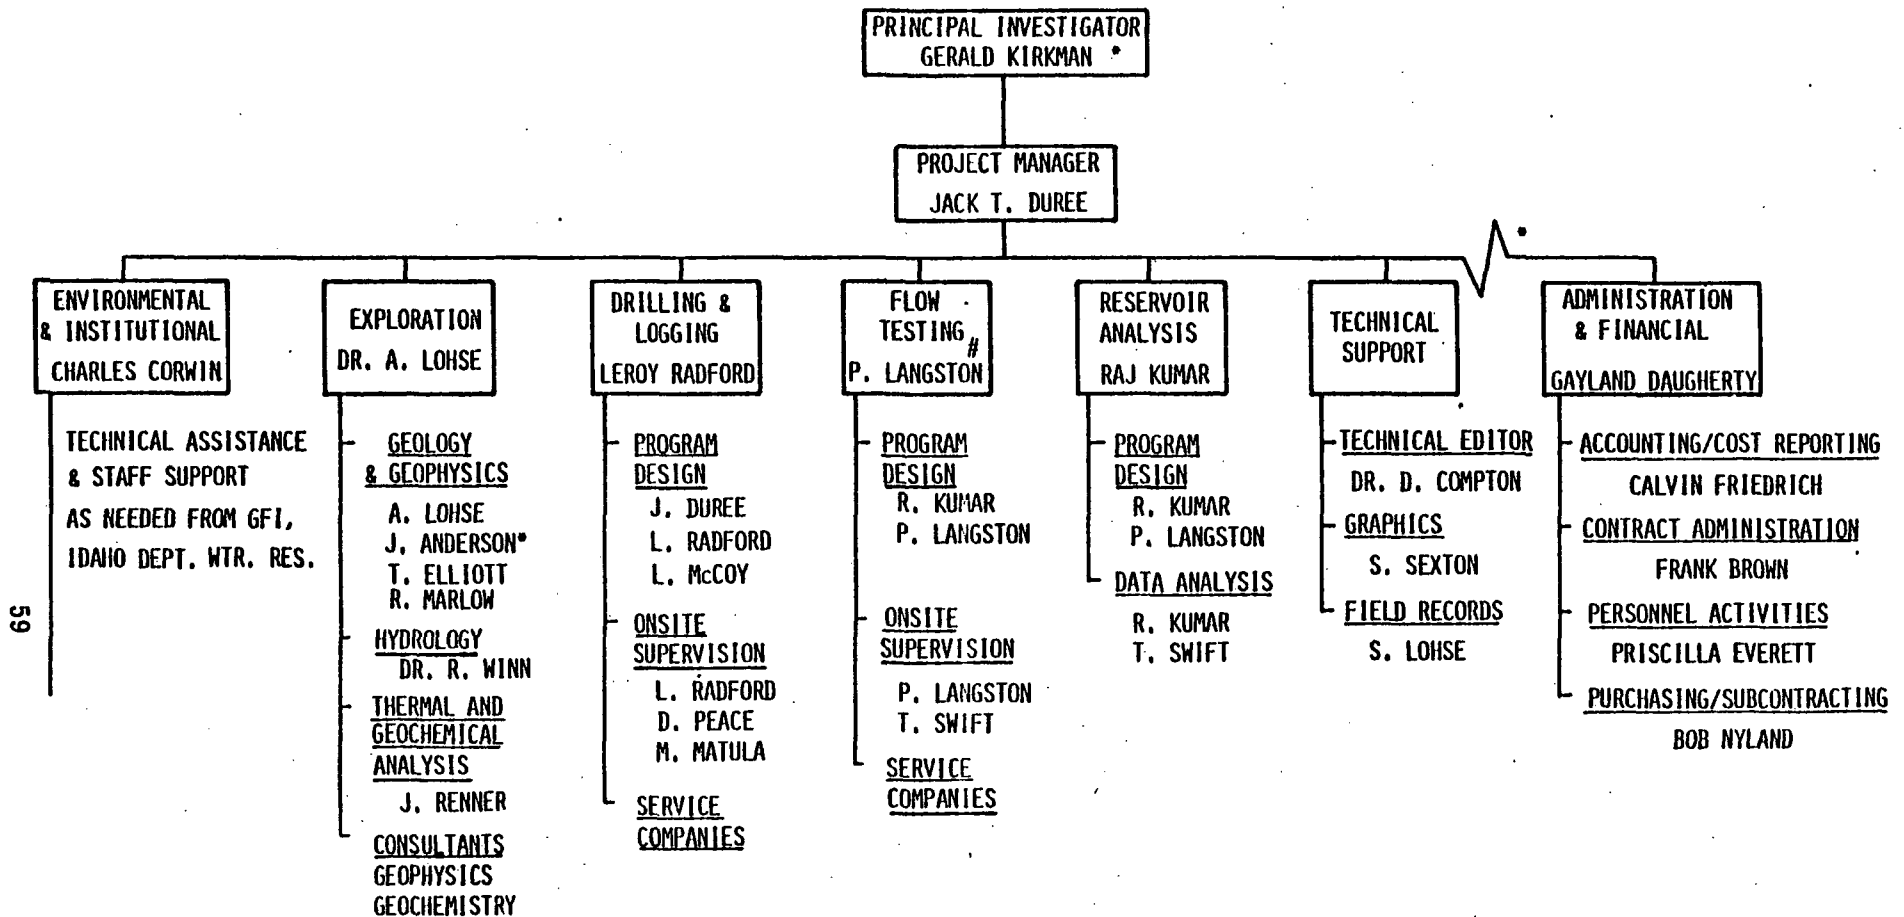 PRINCIPAL INVESTIGATOR
GERALD KIRKMAN *
PROJECT MANAGER
JACK T. DUREE
*
ENVIRONMENTAL
& INSTITUTIONAL
CHARLES CORWIN
TECHNICAL ASSISTANCE
& STAFF SUPPORT
AS NEEDED FROM GFI,
IDAHO DEPT. WTR. RES.
EXPLORATION
DR. A. LOHSE
GEOLOGY
& GEOPHYSICS
A. LOHSE
J. ANDERSON*
T. ELLIOTT
R. MARLOW
HYDROLOGY
DR. R. WINN
THERMAL AND
GEOCHEMICAL
ANALYSIS
J. RENNER
CONSULTANTS
GEOPHYSICS
GEOCHEMISTRY
DRILLING &
LOGGING
LEROY RADFORD
PROGRAM
DESIGN
J. DUREE
L. RADFORD
L. McCOY
ONSITE
SUPERVISION
L. RADFORD
D. PEACE
M. MATULA
SERVICE
COMPANIES
FLOW
TESTING #
P. LANGSTON
PROGRAM
DESIGN
R. KUMAR
P. LANGSTON
ONSITE
SUPERVISION
P. LANGSTON
T. SWIFT
SERVICE
COMPANIES
RESERVOIR
ANALYSIS
RAJ KUMAR
PROGRAM
DESIGN
R. KUMAR
P. LANGSTON
DATA ANALYSIS
R. KUMAR
T. SWIFT
TECHNICAL
SUPPORT
TECHNICAL EDITOR
DR. D. COMPTON
GRAPHICS
S. SEXTON
FIELD RECORDS
S. LOHSE
ADMINISTRATION
& FINANCIAL
GAYLAND DAUGHERTY
ACCOUNTING/COST REPORTING
CALVIN FRIEDRICH
CONTRACT ADMINISTRATION
FRANK BROWN
PERSONNEL ACTIVITIES
PRISCILLA EVERETT
PURCHASING/SUBCONTRACTING
BOB NYLAND
59